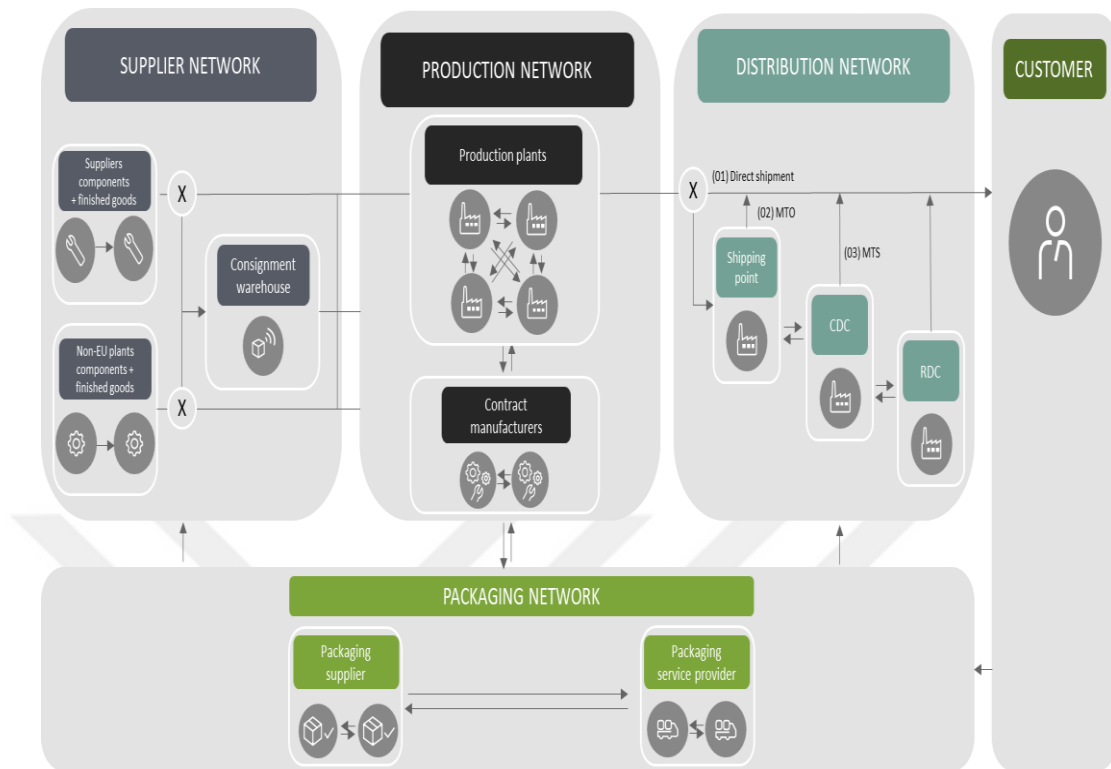 SUPPLIER NETWORK
PRODUCTION NETWORK
DISTRIBUTION NETWORK
CUSTOMER
Suppliers
components
+ finished goods
X
Consignment
warehouse
Non-EU plants
components +
finished goods
X
Production plants
Contract
manufacturers
X
(01) Direct shipment
(02) MTO
Shipping
point
(03) MTS
CDC
RDC
PACKAGING NETWORK
Packaging
supplier
Packaging
service provider